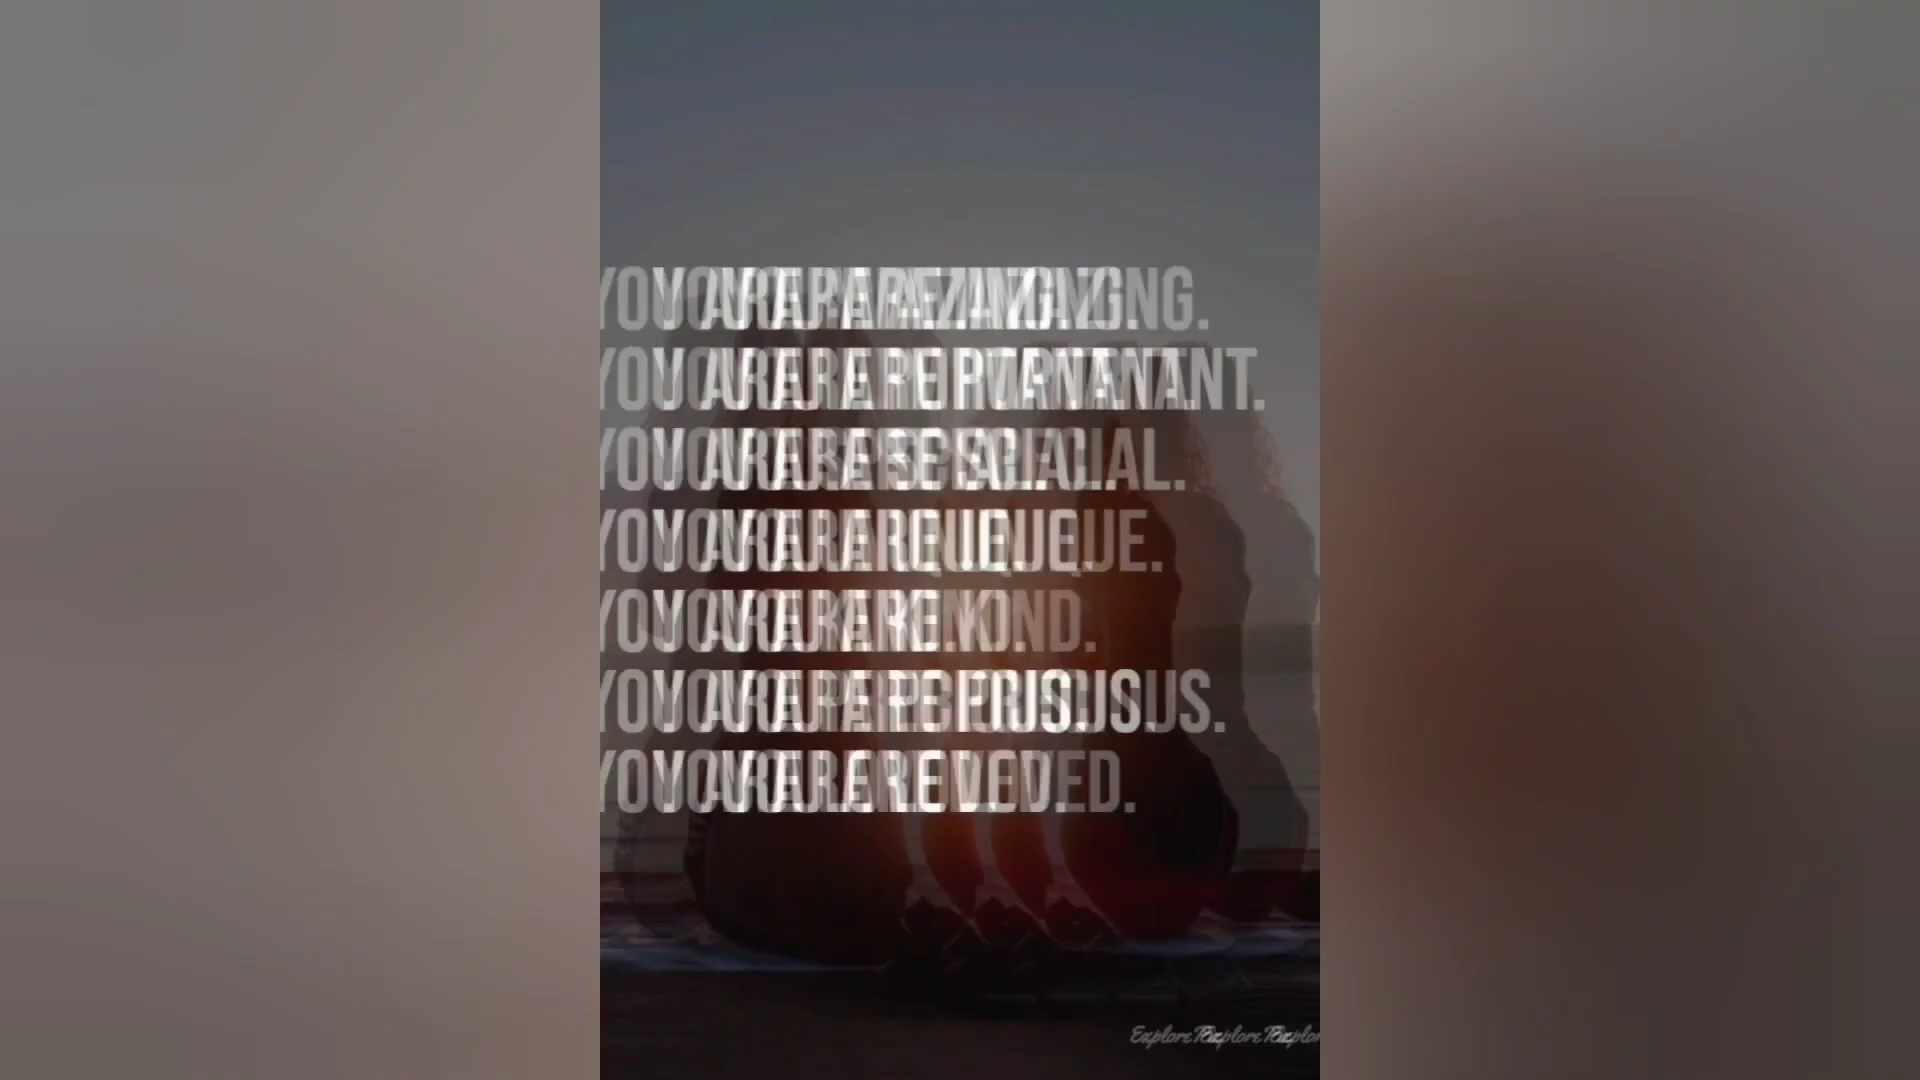 YOU ARE AMAZING.
YOU ARE IMPORTANT.
YOU ARE SPECIAL.
YOU ARE UNIQUE.
YOU ARE KIND.
YOU ARE PRECIOUS.
YOU ARE LOVED.
Explore